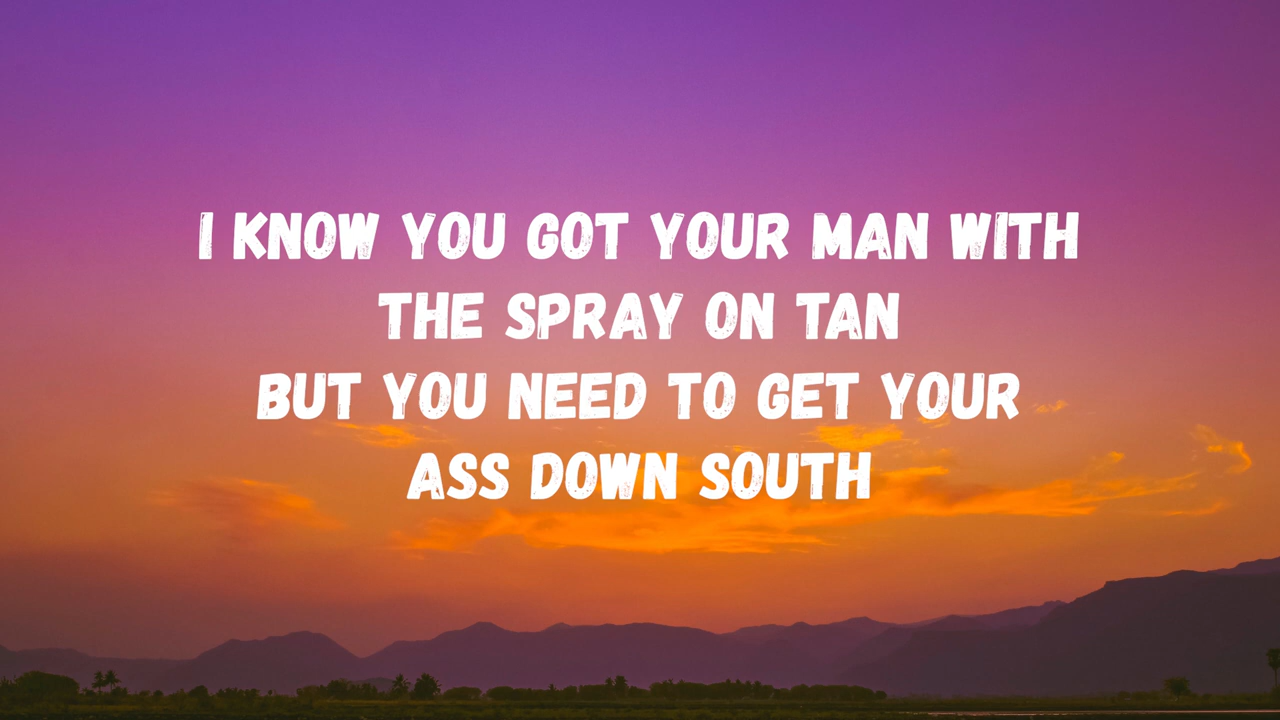 I KNOW YOU GOT YOUR MAN WITH
THE SPRAY ON TAN
BUT YOU NEED TO GET YOUR
ASS DOWN SOUTH